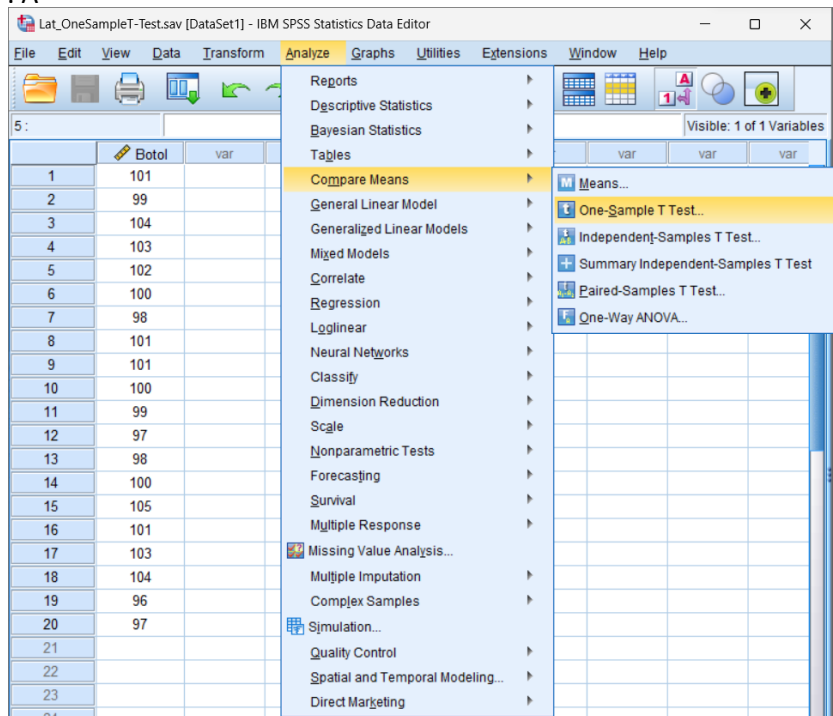 Lat_OneSampleT-Test.sav [DataSet1] - IBM SPSS Statistics Data Editor
File Edit View Data Transform Analyze Graphs Utilities Extensions Window Help
5 :
Visible: 1 of 1 Variables
Botol var var var var
1 101
2 99
3 104
4 103
5 102
6 100
7 98
8 101
9 101
10 100
11 99
12 97
13 98
14 100
15 105
16 101
17 103
18 104
19 96
20 97
21
22
23
Reports
Descriptive Statistics
Bayesian Statistics
Tables
Compare Means
General Linear Model
Generalized Linear Models
Mixed Models
Correlate
Regression
Loglinear
Neural Networks
Classify
Dimension Reduction
Scale
Nonparametric Tests
Forecasting
Survival
Multiple Response
Missing Value Analysis...
Multiple Imputation
Complex Samples
Simulation...
Quality Control
Spatial and Temporal Modeling...
Direct Marketing
Means...
One-Sample T Test...
Independent-Samples T Test...
Summary Independent-Samples T Test
Paired-Samples T Test...
One-Way ANOVA...